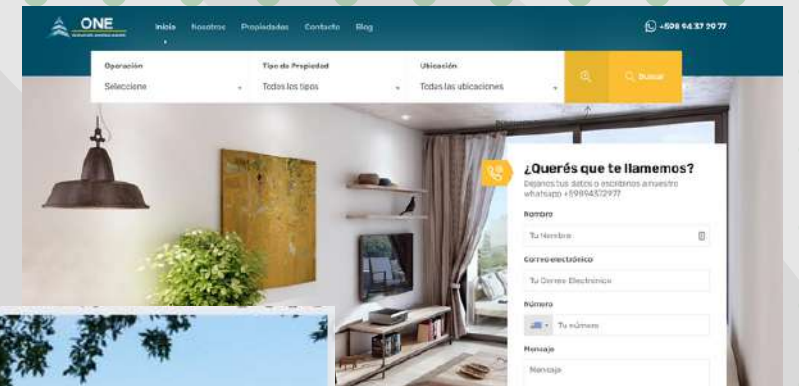 ONE
Inicio Nosotros Propiedades Contacto Blog
+598 94 37 29 77
Operación Tipo de Propiedad Ubicación
Seleccione Todos los tipos Todas las ubicaciones
Buscar
¿Querés que te llamemos?
Dejanos tus datos o escribinos a nuestro
whatsapp +59894372977
Nombre
Tu Nombre
Correo electrónico
Tu Correo Electrónico
Número
Tu número
Mensaje
Mensaje